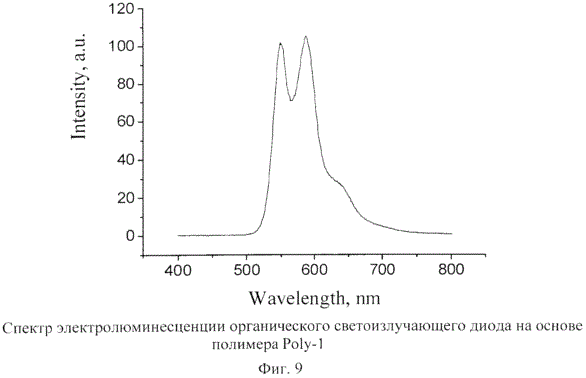 Intensity, a.u.
120
100
80
60
40
20
0
400 500 600 700 800
Wavelength, nm
Спектр электролюминесценции органического светоизлучающего диода на основе
полимера Poly-1
Фиг. 9